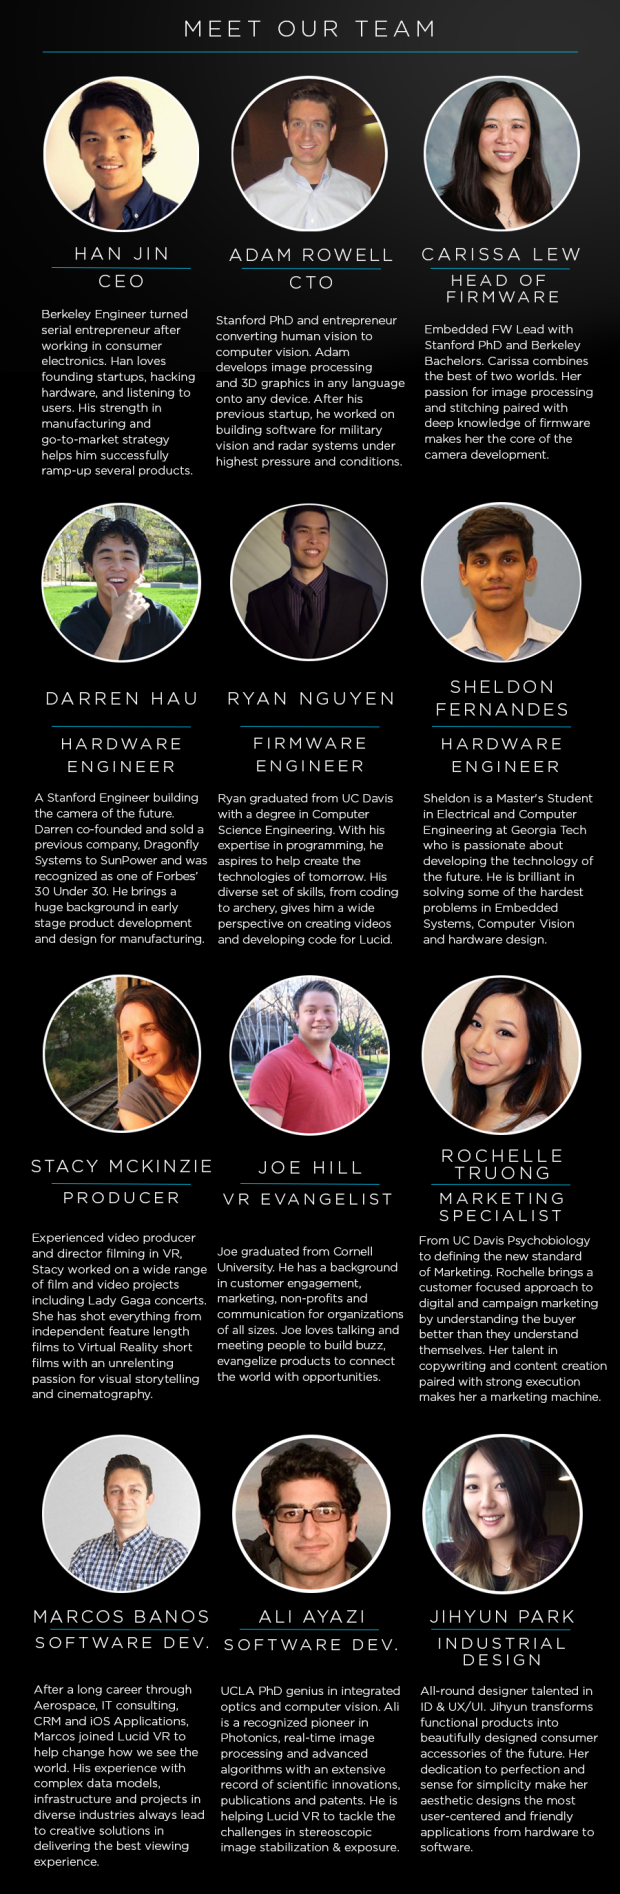 MEET OUR TEAM
HAN JIN
CEO
Berkeley Engineer turned
serial entrepreneur after
working in consumer
electronics. Han loves
founding startups, hacking
hardware, and listening to
users. His strength in
manufacturing and
go-to-market strategy
helps him successfully
ramp-up several products.
ADAM ROWELL
CTO
Stanford PhD and entrepreneur
converting human vision to
computer vision. Adam
develops image processing
and 3D graphics in any language
onto any device. After his
previous startup, he worked on
building software for military
vision and radar systems under
highest pressure and conditions.
CARISSA LEW
HEAD OF
FIRMWARE
Embedded FW Lead with
Stanford PhD and Berkeley
Bachelors. Carissa combines
the best of two worlds. Her
passion for image processing
and stitching paired with
deep knowledge of firmware
makes her the core of the
camera development.
DARREN HAU
HARDWARE
ENGINEER
A Stanford Engineer building
the camera of the future.
Darren co-founded and sold a
previous company, Dragonfly
Systems to SunPower and was
recognized as one of Forbes'
30 Under 30. He brings a
huge background in early
stage product development
and design for manufacturing.
RYAN NGUYEN
FIRMWARE
ENGINEER
Ryan graduated from UC Davis
with a degree in Computer
Science Engineering. With his
expertise in programming, he
aspires to help create the
technologies of tomorrow. His
diverse set of skills, from coding
to archery, gives him a wide
perspective on creating videos
and developing code for Lucid.
SHELDON
FERNANDES
HARDWARE
ENGINEER
Sheldon is a Master's Student
in Electrical and Computer
Engineering at Georgia Tech
who is passionate about
developing the technology of
the future. He is brilliant in
solving some of the hardest
problems in Embedded
Systems, Computer Vision
and hardware design.
STACY MCKINZIE
PRODUCER
Experienced video producer
and director filming in VR,
Stacy worked on a wide range
of film and video projects
including Lady Gaga concerts.
She has shot everything from
independent feature length
films to Virtual Reality short
films with an unrelenting
passion for visual storytelling
and cinematography.
JOE HILL
VR EVANGELIST
Joe graduated from Cornell
University. He has a background
in customer engagement,
marketing, non-profits and
communication for organizations
of all sizes. Joe loves talking and
meeting people to build buzz,
evangelize products to connect
the world with opportunities.
ROCHELLE
TRUONG
MARKETING
SPECIALIST
From UC Davis Psychobiology
to defining the new standard
of Marketing. Rochelle brings a
customer focused approach to
digital and campaign marketing
by understanding the buyer
better than they understand
themselves. Her talent in
copywriting and content creation
paired with strong execution
makes her a marketing machine.
MARCOS BANOS
SOFTWARE DEV.
After a long career through
Aerospace, IT consulting,
CRM and iOS Applications,
Marcos joined Lucid VR to
help change how we see the
world. His experience with
complex data models,
infrastructure and projects in
diverse industries always lead
to creative solutions in
delivering the best viewing
experience.
ALI AYAZI
SOFTWARE DEV.
UCLA PhD genius in integrated
optics and computer vision. Ali
is a recognized pioneer in
Photonics, real-time image
processing and advanced
algorithms with an extensive
record of scientific innovations,
publications and patents. He is
helping Lucid VR to tackle the
challenges in stereoscopic
image stabilization & exposure.
JIHYUN PARK
INDUSTRIAL
DESIGN
All-round designer talented in
ID & UX/UI. Jihyun transforms
functional products into
beautifully designed consumer
accessories of the future. Her
dedication to perfection and
sense for simplicity make her
aesthetic designs the most
user-centered and friendly
applications from hardware to
software.